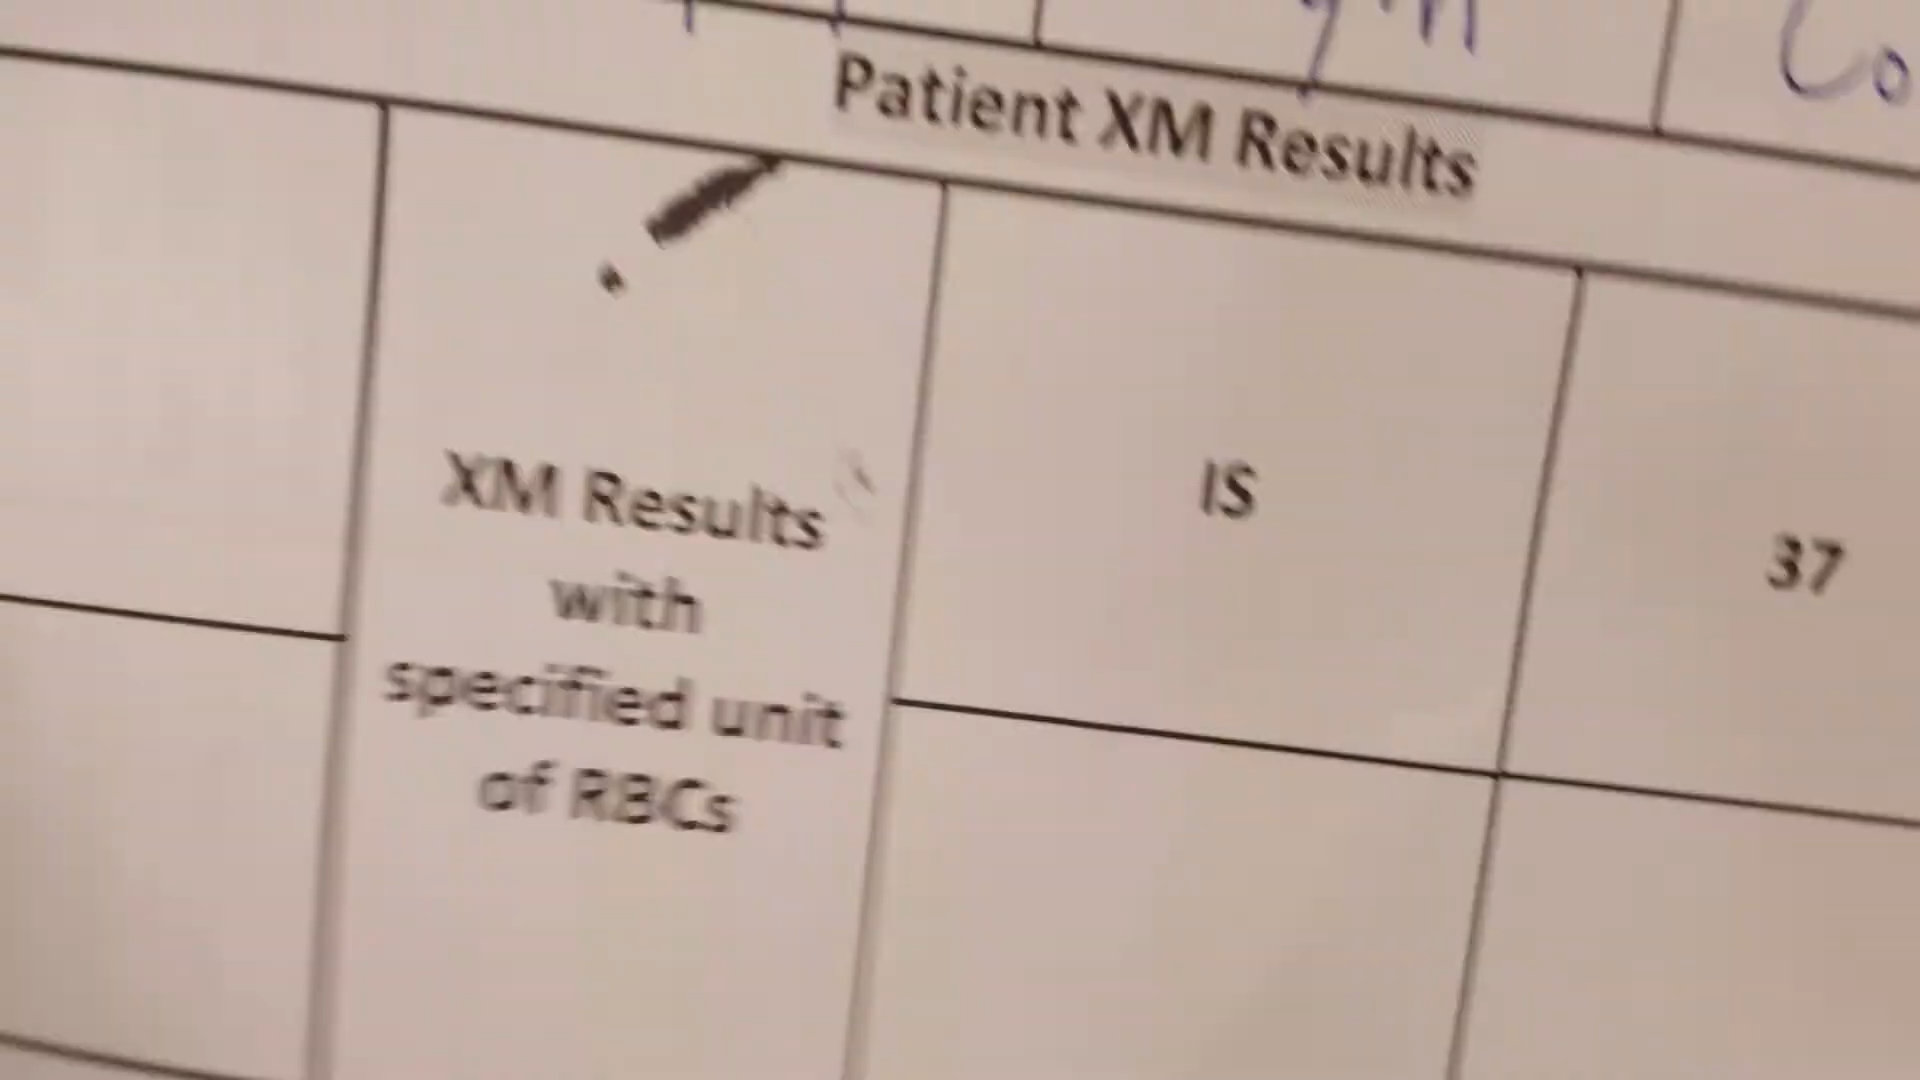 Patient XM Results
XM Results
with
specified unit
of RBCs
IS
37